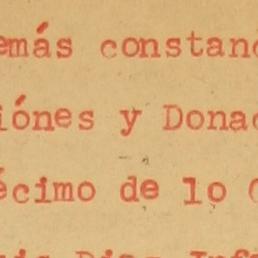 emás constanc
iónes y Donac
écimo de lo C